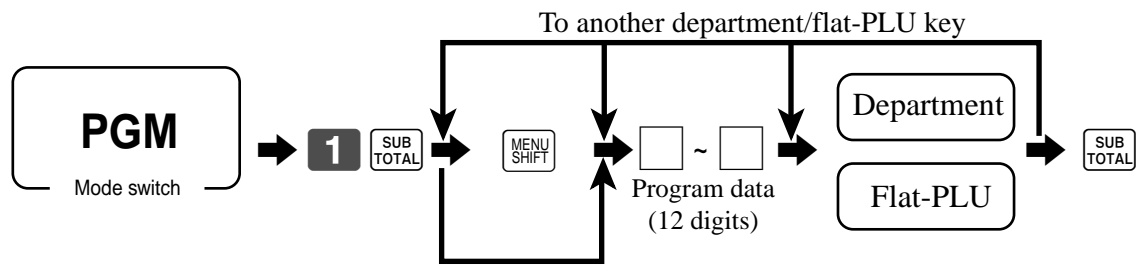 To another department/flat-PLU key
PGM
Mode switch
1
SUB
TOTAL
MENU
SHIFT
~
Program data
(12 digits)
Department
Flat-PLU
SUB
TOTAL